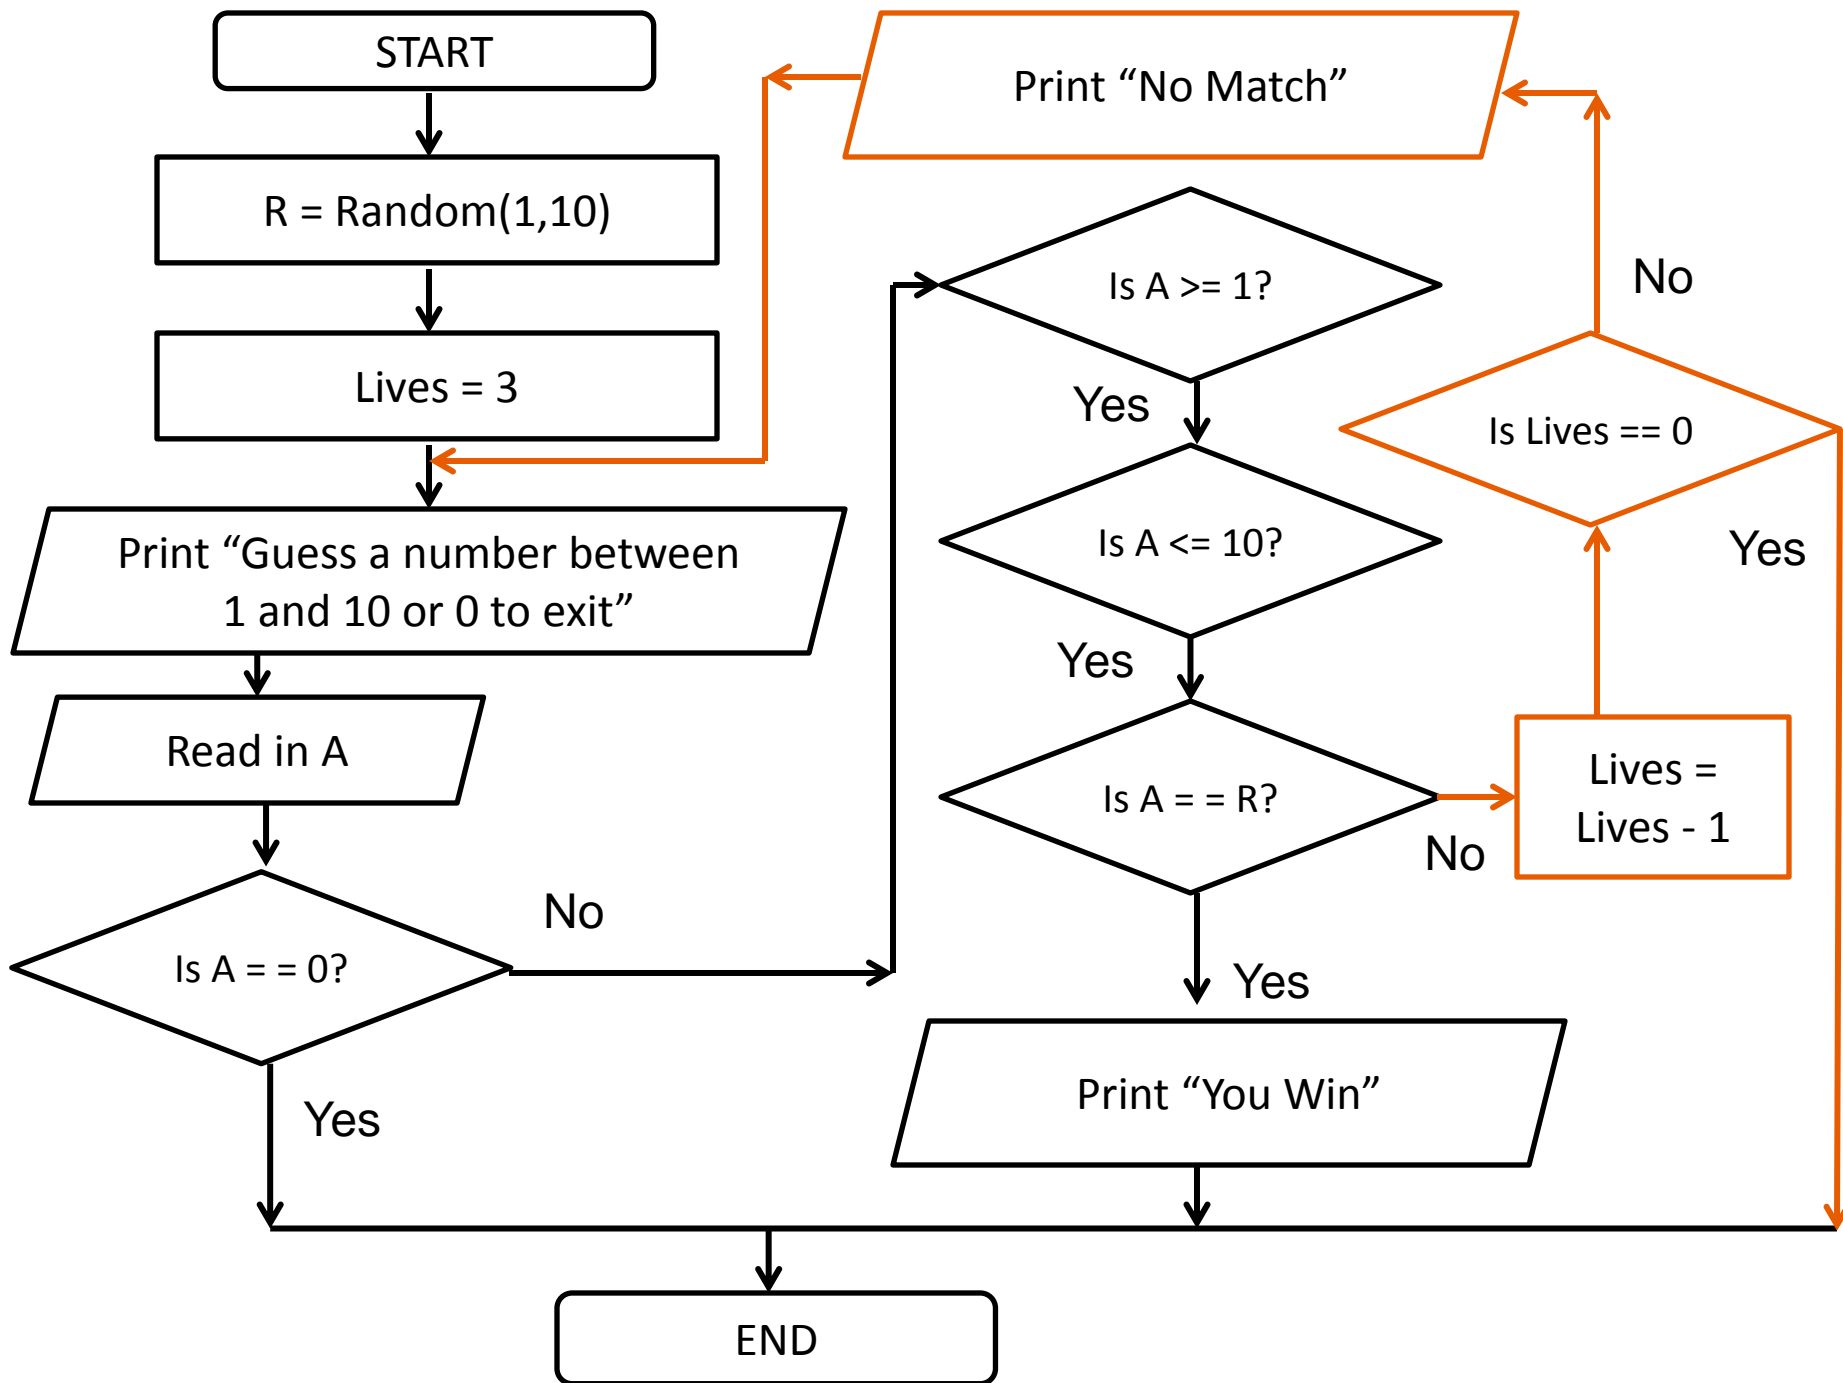 START
R = Random(1,10)
Lives = 3
Print “Guess a number between
1 and 10 or 0 to exit”
Read in A
Is A = = 0?
No
Yes
Is A >= 1?
Yes
Is A <= 10?
Yes
Is A = = R?
No
Yes
Lives =
Lives - 1
Is Lives == 0
No
Yes
Print “No Match”
Print “You Win”
END